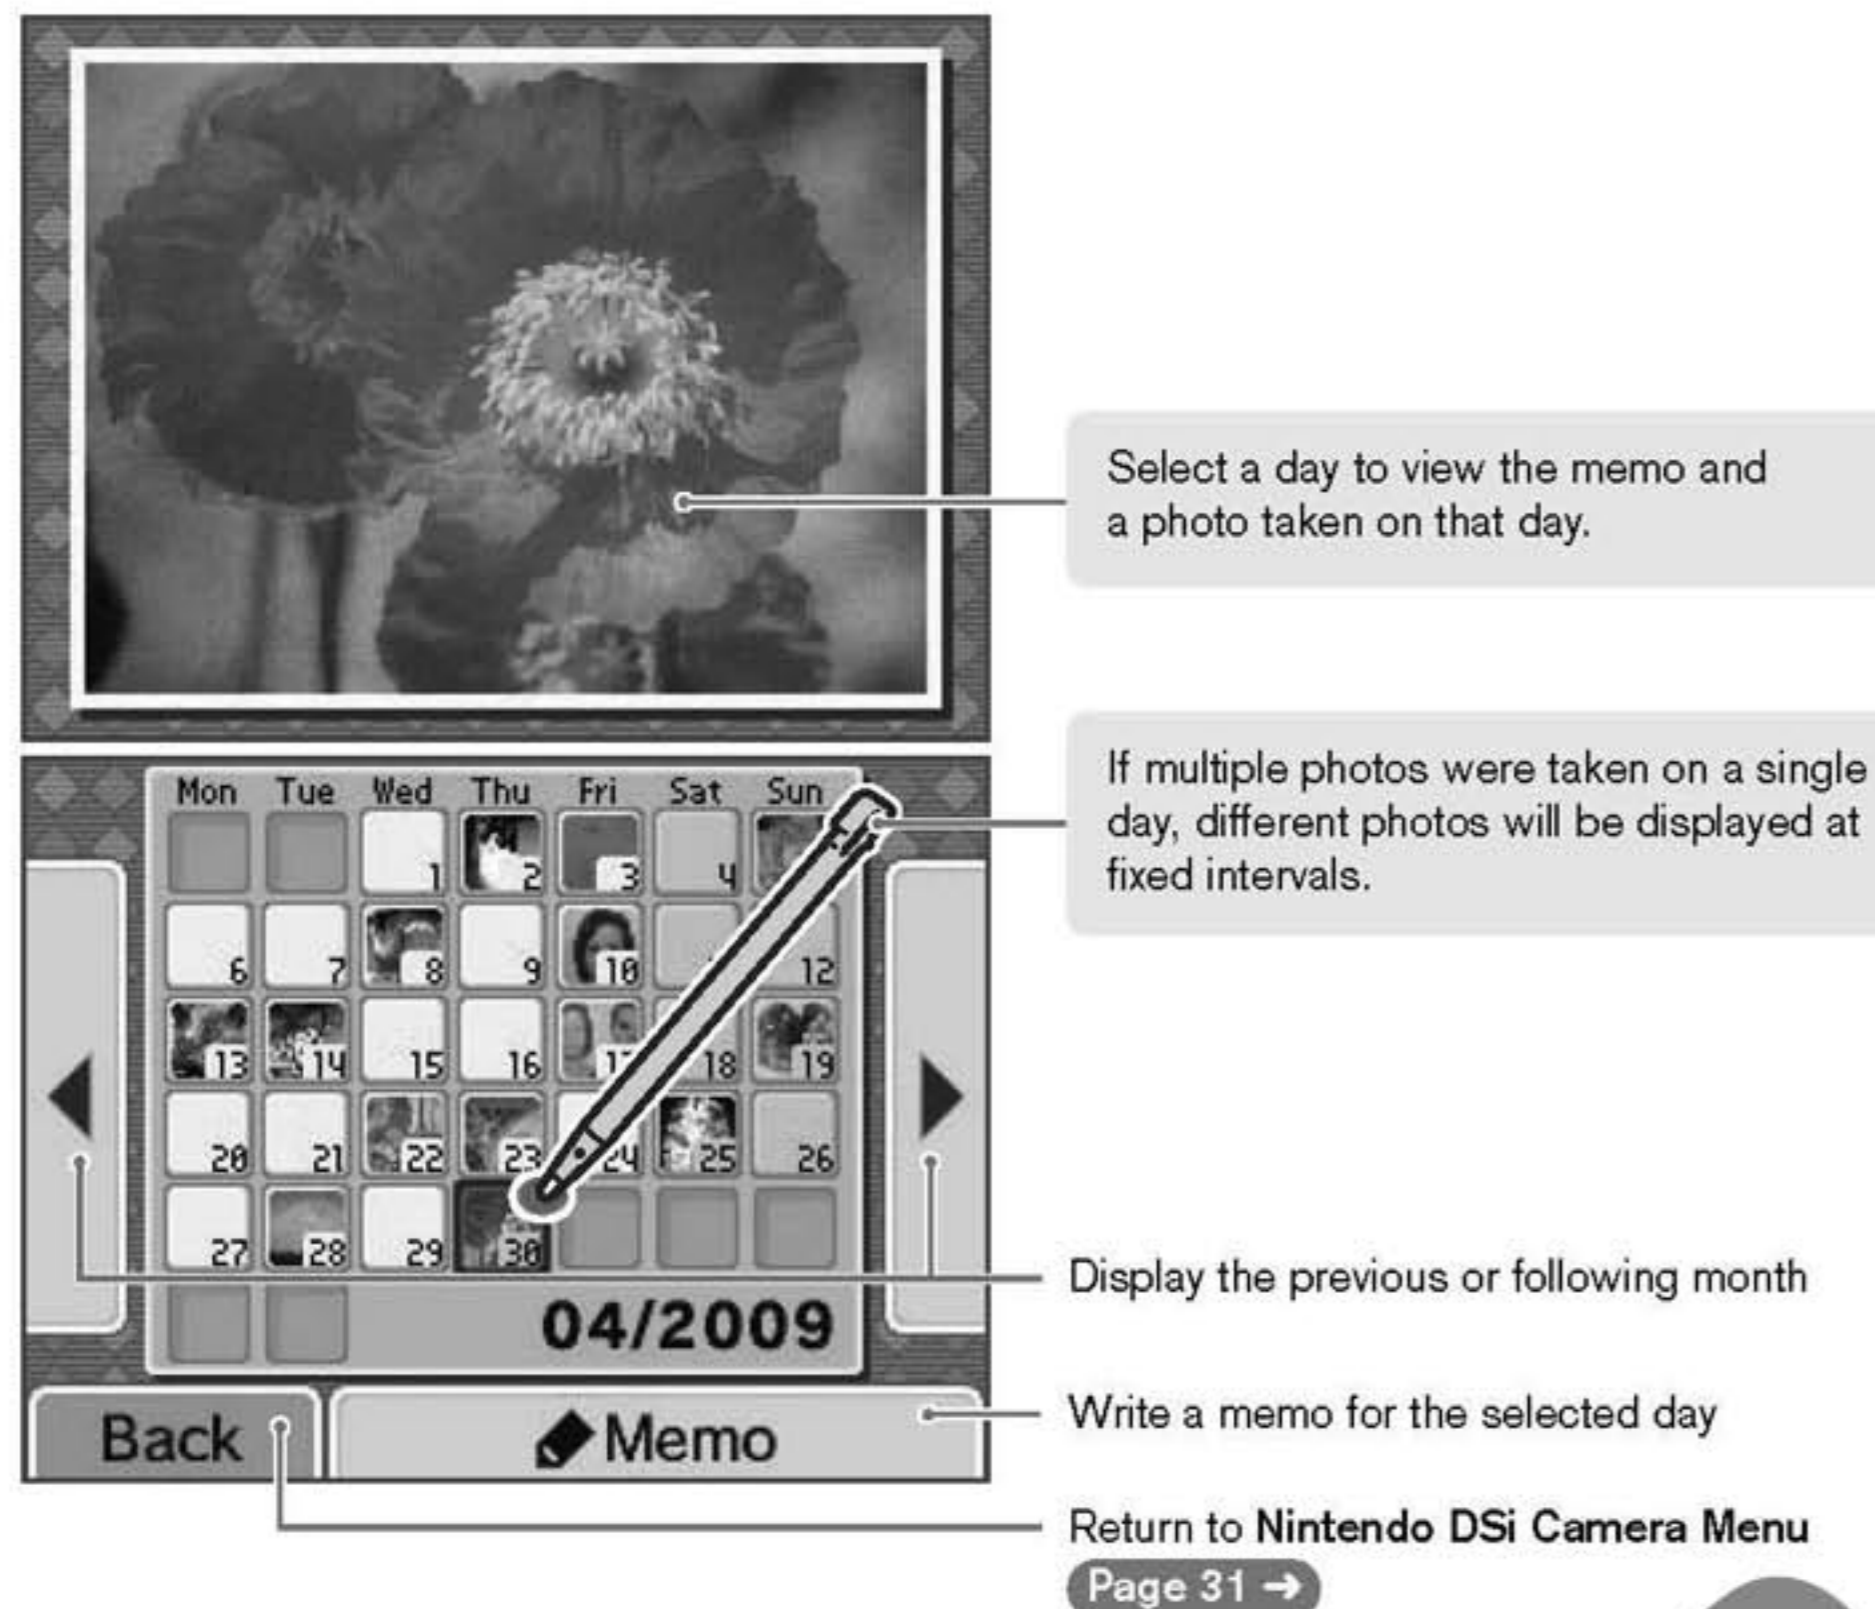 Select a day to view the memo and
a photo taken on that day.
If multiple photos were taken on a single
day, different photos will be displayed at
fixed intervals.
Mon Tue Wed Thu Fri Sat Sun
1 2 3 4
6 7 8 9 10 12
13 14 15 16 17 18 19
20 21 22 23 24 25 26
27 28 29 30
04/2009
Display the previous or following month
Back Memo
Write a memo for the selected day
Return to Nintendo DSi Camera Menu
Page 31 →